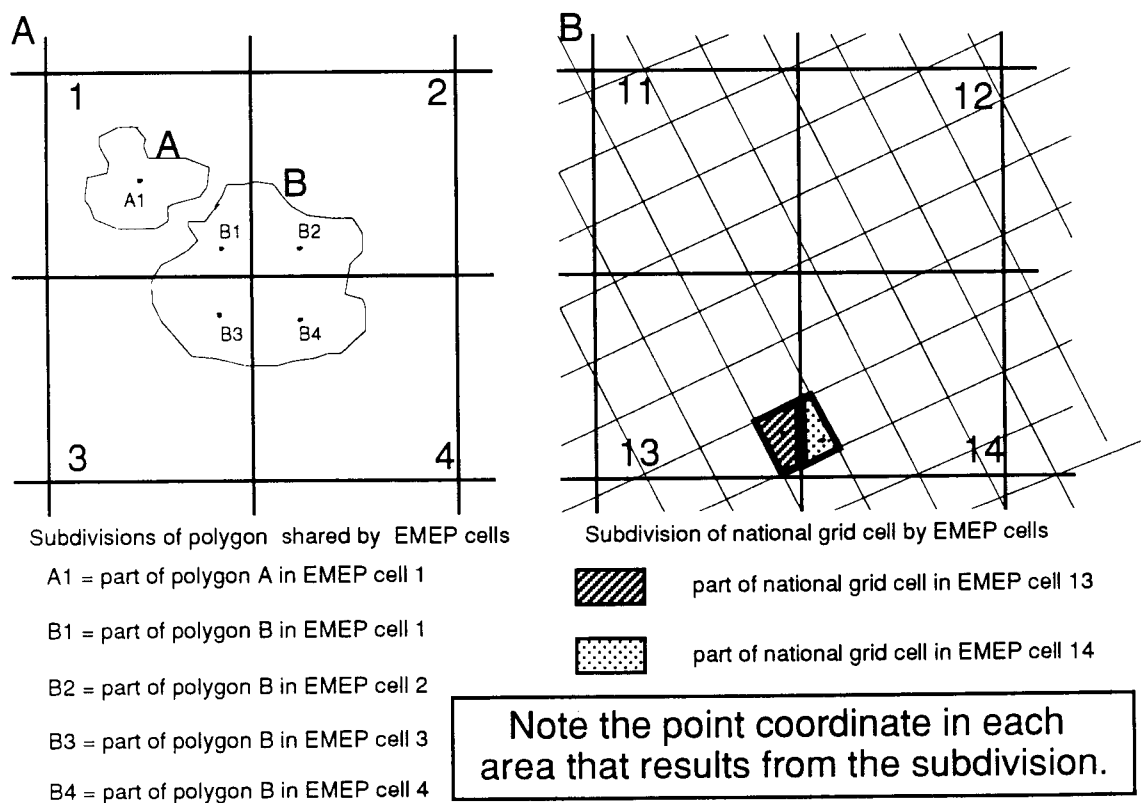 A
1
2
A
A1
B
B1
B2
B3
B4
3
4
Subdivisions of polygon shared by EMEP cells
A1 = part of polygon A in EMEP cell 1
B1 = part of polygon B in EMEP cell 1
B2 = part of polygon B in EMEP cell 2
B3 = part of polygon B in EMEP cell 3
B4 = part of polygon B in EMEP cell 4
B
11
12
13
14
Subdivision of national grid cell by EMEP cells
part of national grid cell in EMEP cell 13
part of national grid cell in EMEP cell 14
Note the point coordinate in each
area that results from the subdivision.